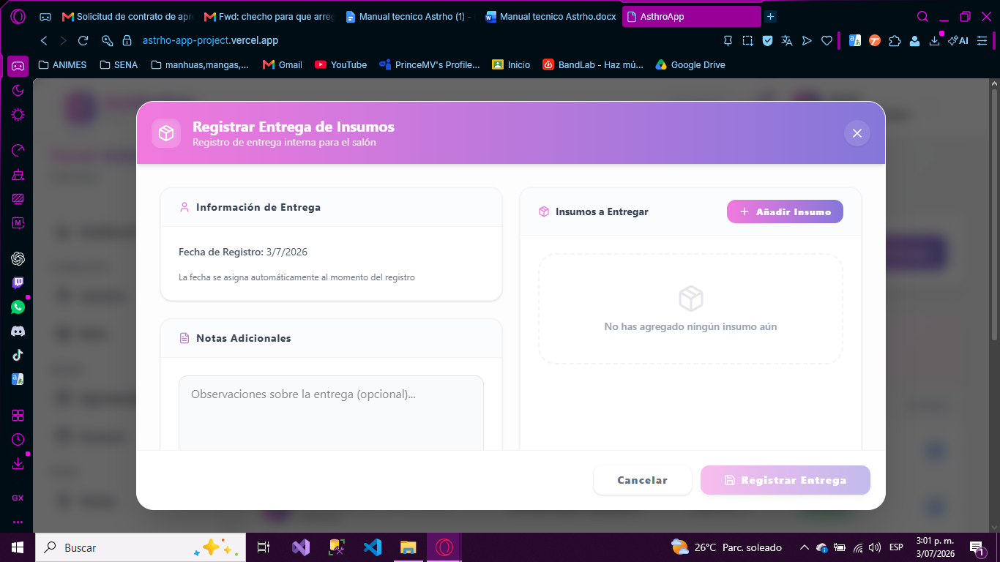 Solicitud de contrato de apre
Fwd: checho para que arreg
Manual tecnico Astrho (1) -
Manual tecnico Astrho.docx
AsthroApp
astrho-app-project.vercel.app
AI
ANIMES
SENA
manhuas,mangas,...
Gmail
YouTube
PrinceMV's Profile...
Inicio
BandLab - Haz mú...
Google Drive
Registrar Entrega de Insumos
Registro de entrega interna para el salón
Información de Entrega
Fecha de Registro: 3/7/2026
La fecha se asigna automáticamente al momento del registro
Notas Adicionales
Observaciones sobre la entrega (opcional)...
Insumos a Entregar
Añadir Insumo
No has agregado ningún insumo aún
Cancelar
Registrar Entrega
GX
Buscar
26°C Parc. soleado
ESP
3:01 p. m.
3/07/2026
1